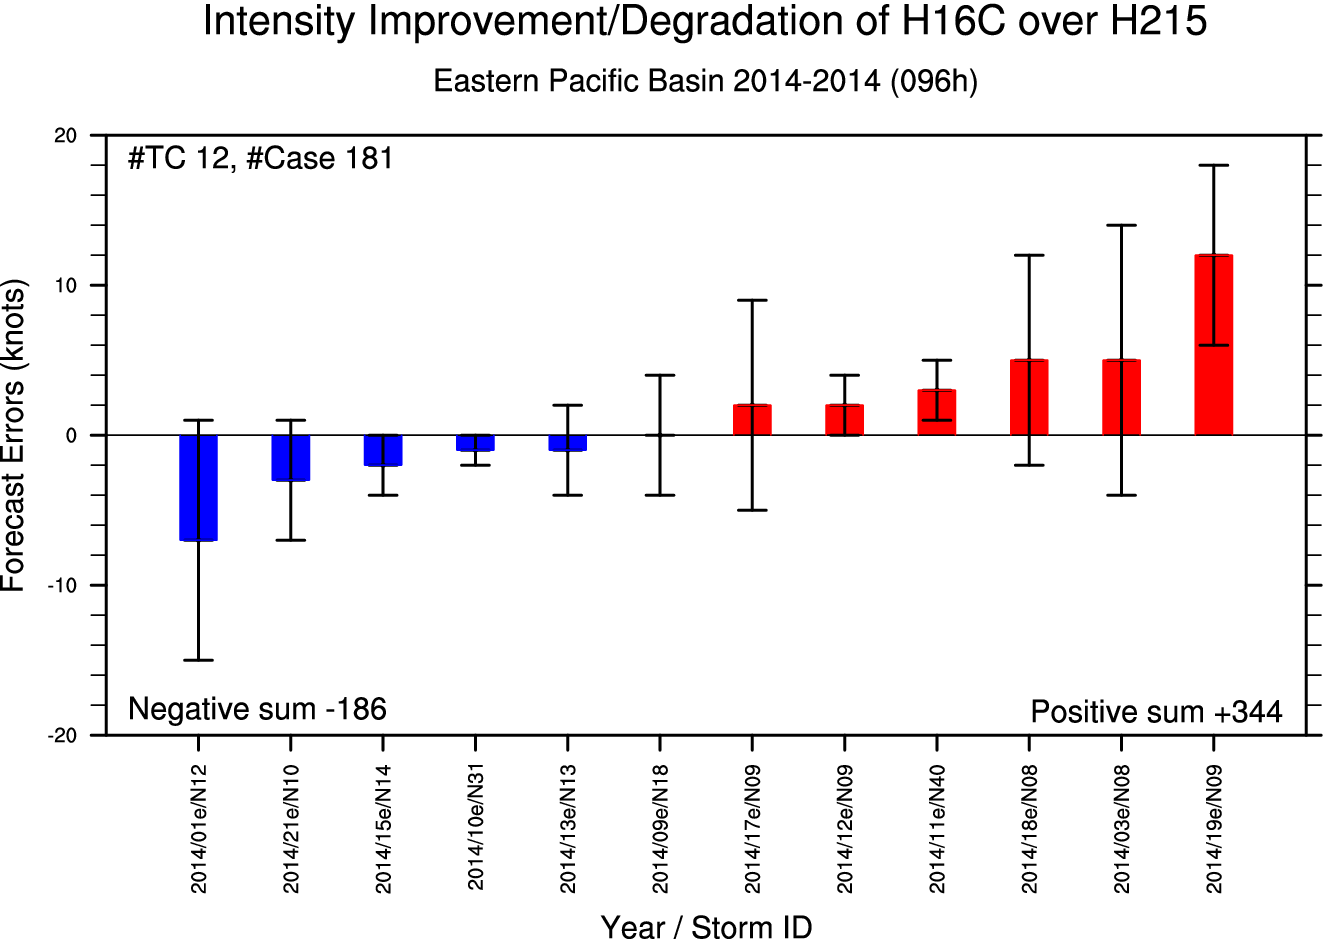 Intensity Improvement/Degradation of H16C over H215
Eastern Pacific Basin 2014-2014 (096h)
#TC 12, #Case 181
20
10
0
-10
-20
Forecast Errors (knots)
Negative sum -186
Positive sum +344
2014/01e/N12
2014/21e/N10
2014/15e/N14
2014/10e/N31
2014/13e/N13
2014/09e/N18
2014/17e/N09
2014/12e/N09
2014/11e/N40
2014/18e/N08
2014/03e/N08
2014/19e/N09
Year / Storm ID